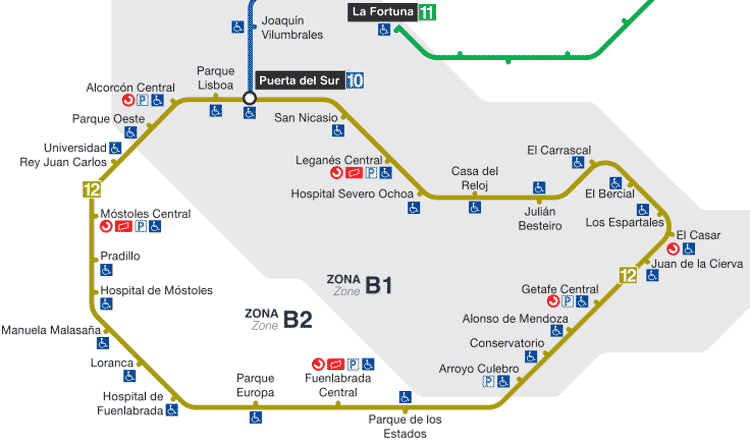 La Fortuna 11
Joaquín
Vilumbrales
Parque
Lisboa
Puerta del Sur 10
Alcorcón Central
P
Parque Oeste
San Nicasio
Universidad
Rey Juan Carlos
Leganés Central
P
El Carrascal
Casa del
Reloj
12
Hospital Severo Ochoa
El Bercial
Julián
Besteiro
Móstoles Central
P
Los Espartales
El Casar
Pradillo
Juan de la Cierva
12
ZONA
Zone
B1
Hospital de Móstoles
Getafe Central
P
ZONA
Zone
B2
Alonso de Mendoza
Manuela Malasaña
Conservatorio
Loranca
P
Arroyo Culebro
P
Parque
Europa
Fuenlabrada
Central
Hospital de
Fuenlabrada
Parque de los
Estados